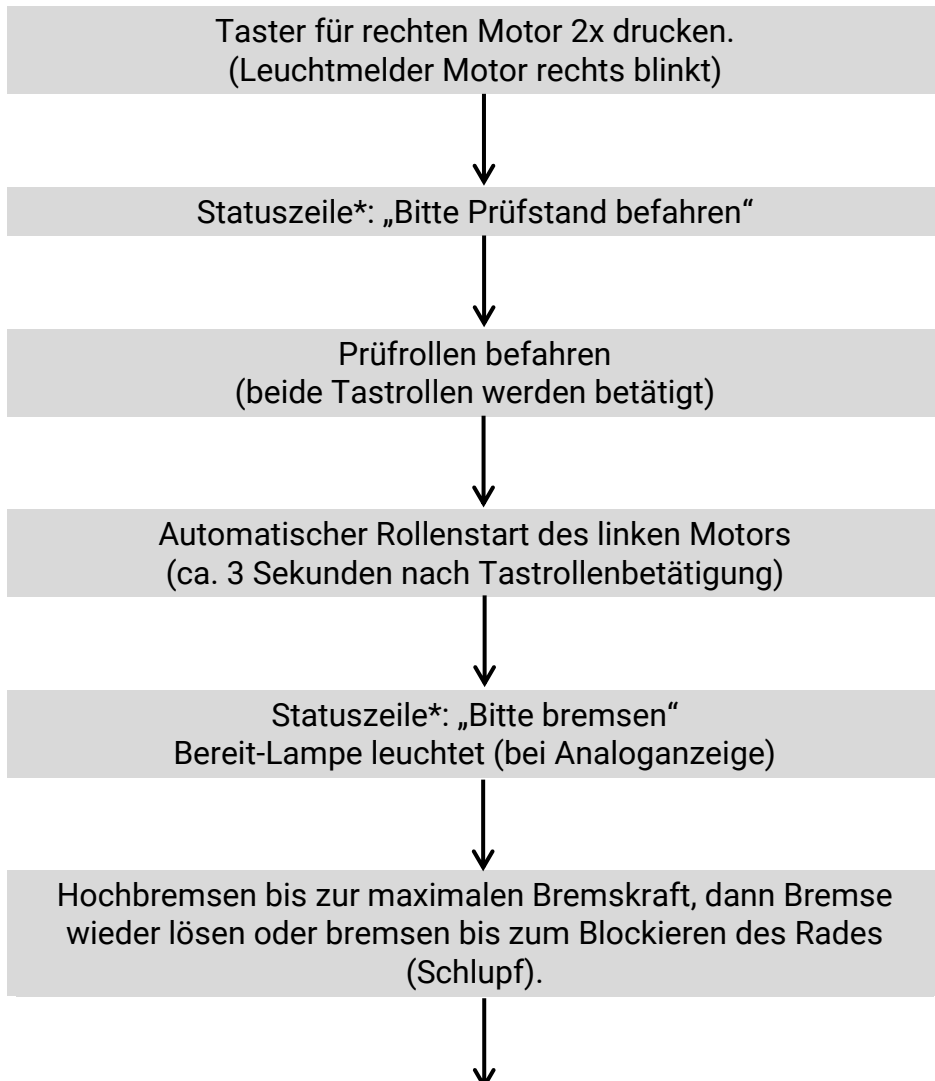 Taster für rechten Motor 2x drucken.
(Leuchtmelder Motor rechts blinkt)
Statuszeile*: „Bitte Prüfstand befahren“
Prüfrollen befahren
(beide Tastrollen werden betätigt)
Automatischer Rollenstart des linken Motors
(ca. 3 Sekunden nach Tastrollenbetätigung)
Statuszeile*: „Bitte bremsen“
Bereit-Lampe leuchtet (bei Analoganzeige)
Hochbremsen bis zur maximalen Bremskraft, dann Bremse
wieder lösen oder bremsen bis zum Blockieren des Rades
(Schlupf).